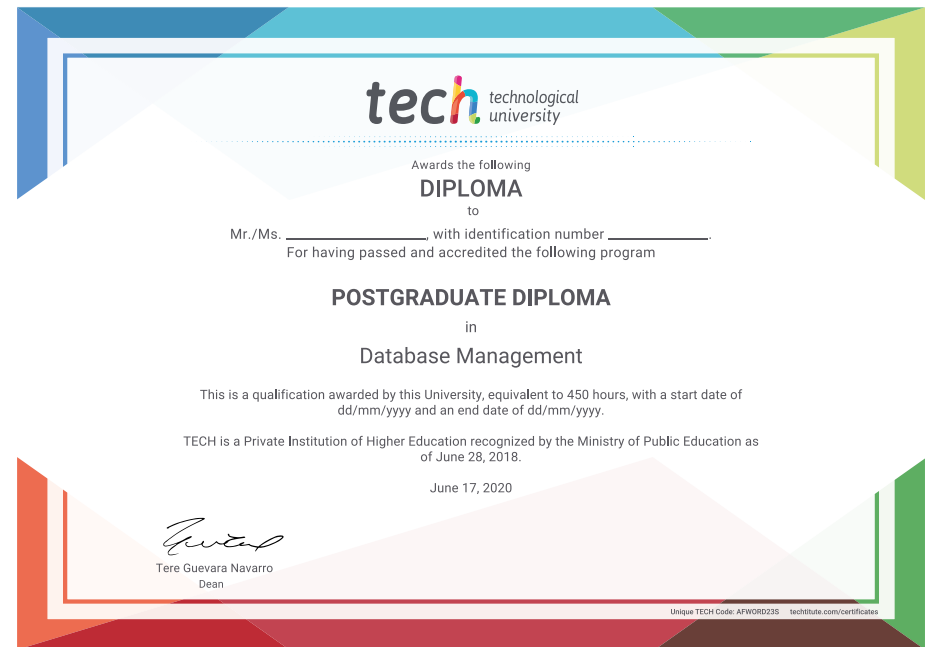 tech technological
university
Awards the following
DIPLOMA
to
Mr./Ms. ____________________, with identification number ______________.
For having passed and accredited the following program
POSTGRADUATE DIPLOMA
in
Database Management
This is a qualification awarded by this University, equivalent to 450 hours, with a start date of
dd/mm/yyyy and an end date of dd/mm/yyyy.
TECH is a Private Institution of Higher Education recognized by the Ministry of Public Education as
of June 28, 2018.
June 17, 2020
Tere Guevara Navarro
Dean
Unique TECH Code: AFWORD23S techtitute.com/certificates